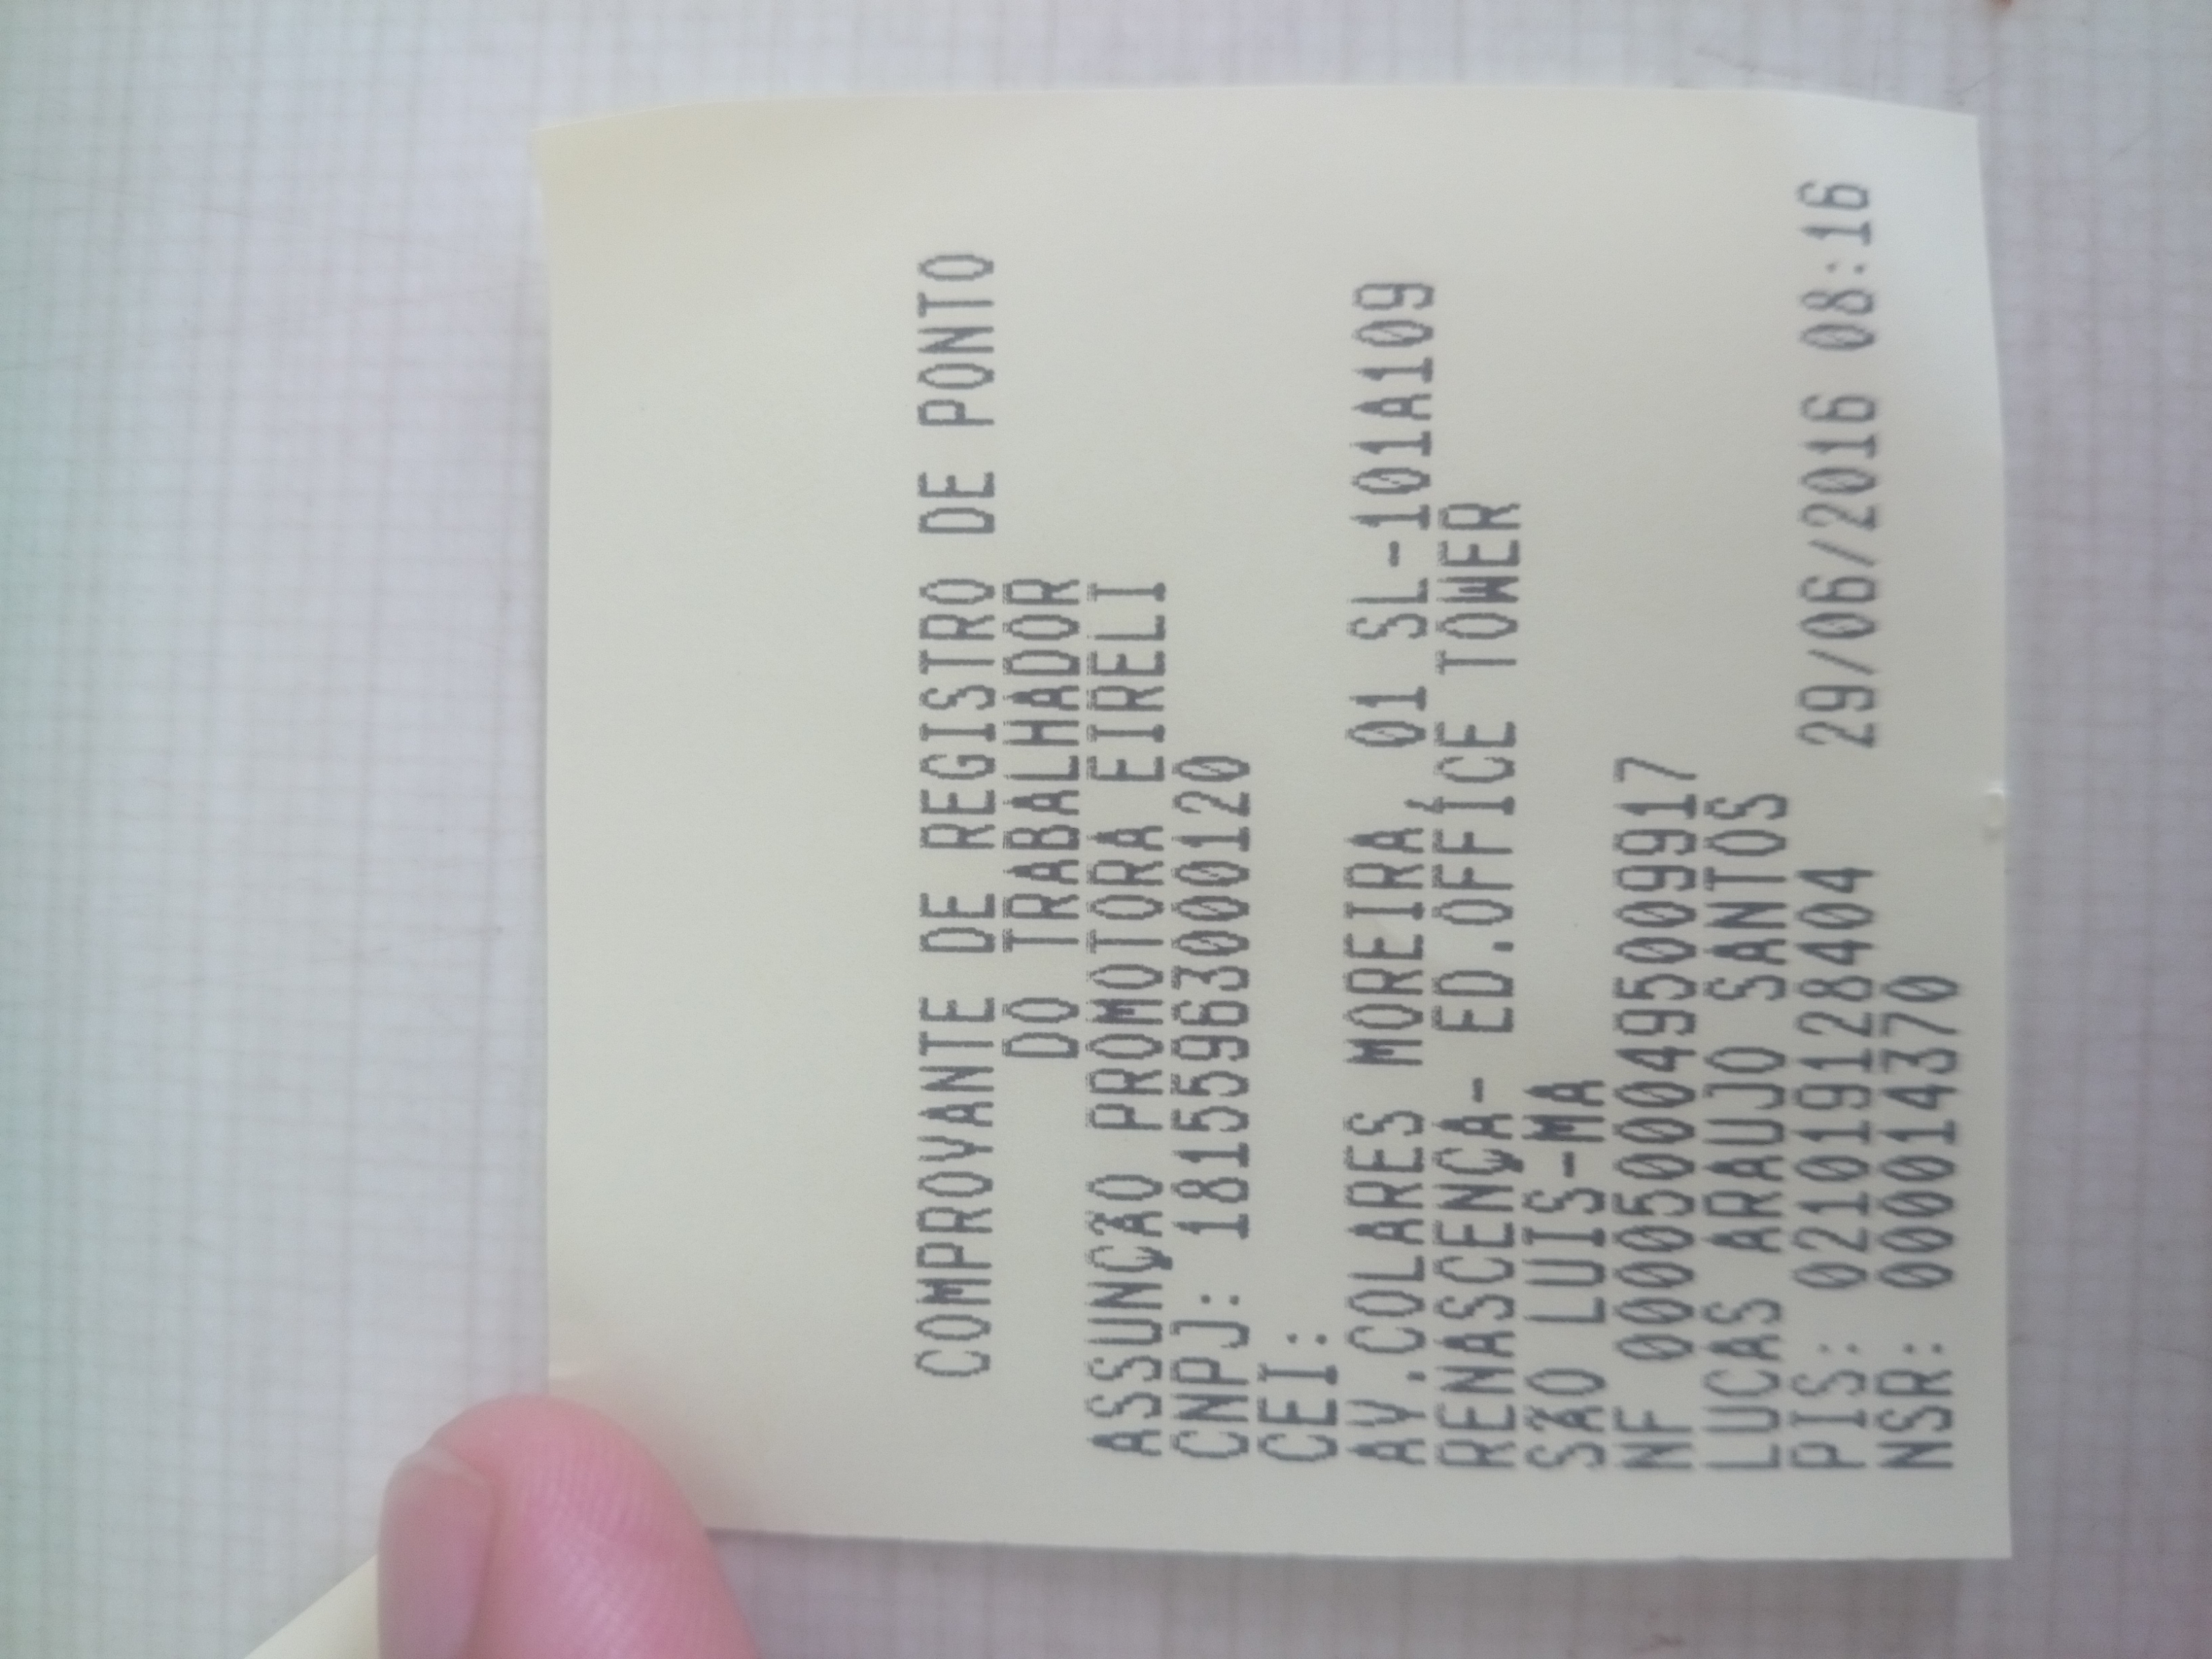 COMPROVANTE DE REGISTRO DE PONTO
DO TRABALHADOR
ASSUNÇÃO PROMOTORA EIRELI
CNPJ: 18155963000120
CEI:
AV.COLARES MOREIRA, 01 SL-101A109
RENASCENÇA- ED.OFFÍCE TOWER
SÃO LUIS-MA
NF 00005000495009917
LUCAS ARAUJO SANTOS
PIS: 021019128404 29/06/2016 08:16
NSR: 000014370